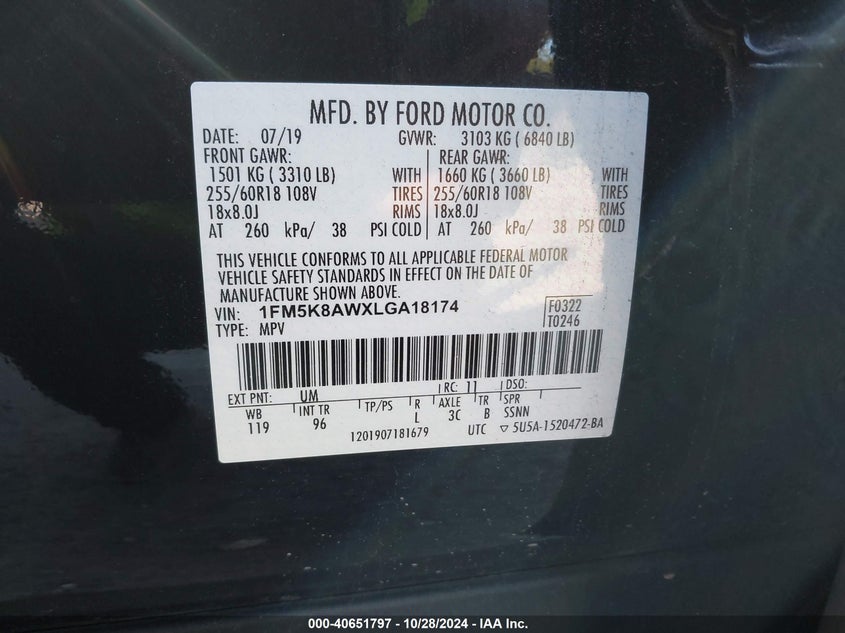 MFD. BY FORD MOTOR CO.
DATE: 07/19 GVWR: 3103 KG ( 6840 LB)
FRONT GAWR: REAR GAWR:
1501 KG ( 3310 LB) WITH 1660 KG ( 3660 LB) WITH
255/60R18 108V TIRES 255/60R18 108V TIRES
18x8.0J RIMS 18x8.0J RIMS
AT 260 kPa/ 38 PSI COLD AT 260 kPa/ 38 PSI COLD
THIS VEHICLE CONFORMS TO ALL APPLICABLE FEDERAL MOTOR
VEHICLE SAFETY STANDARDS IN EFFECT ON THE DATE OF
MANUFACTURE SHOWN ABOVE.
VIN: 1FM5K8AWXLGA18174 F0322
TYPE: MPV T0246
EXT PNT: UM RC: 11 DSO:
WB INT TR TP/PS R AXLE TR SPR
119 96 L 3C B SSNN
1201907181679 UTC ▽ 5U5A-1520472-BA
000-40651797 - 10/28/2024 - IAA Inc.